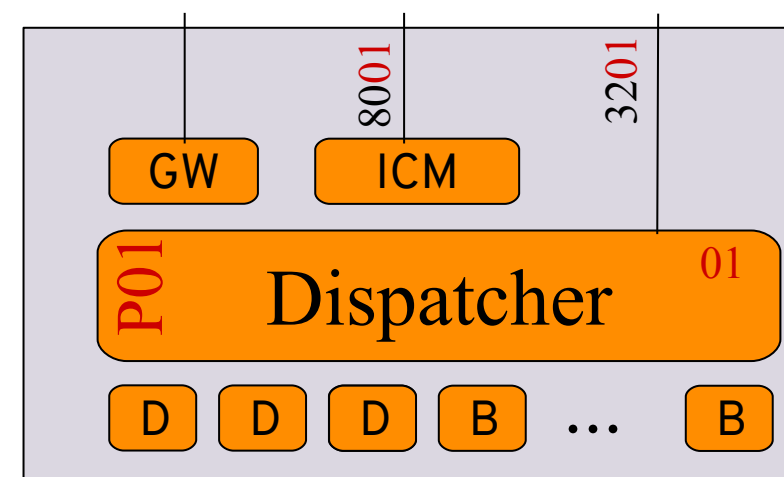 8001
3201
GW
ICM
P01
Dispatcher
01
D
D
D
B
...
B